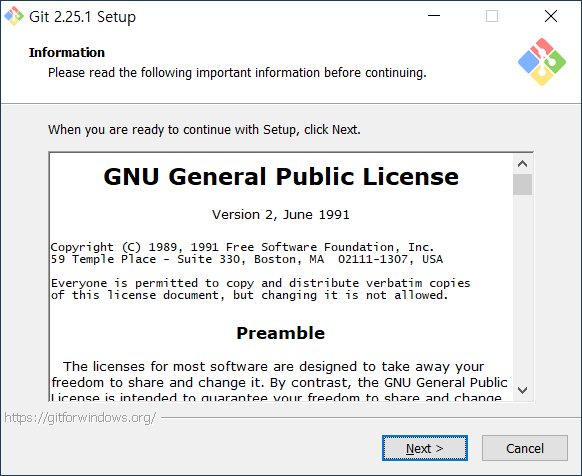 Git 2.25.1 Setup
Information
Please read the following important information before continuing.
When you are ready to continue with Setup, click Next.
GNU General Public License
Version 2, June 1991
Copyright (C) 1989, 1991 Free Software Foundation, Inc.
59 Temple Place - Suite 330, Boston, MA  02111-1307, USA
Everyone is permitted to copy and distribute verbatim copies
of this license document, but changing it is not allowed.
Preamble
The licenses for most software are designed to take away your
freedom to share and change it. By contrast, the GNU General Public
License is intended to guarantee your freedom to share and change
https://gitforwindows.org/
Next >
Cancel